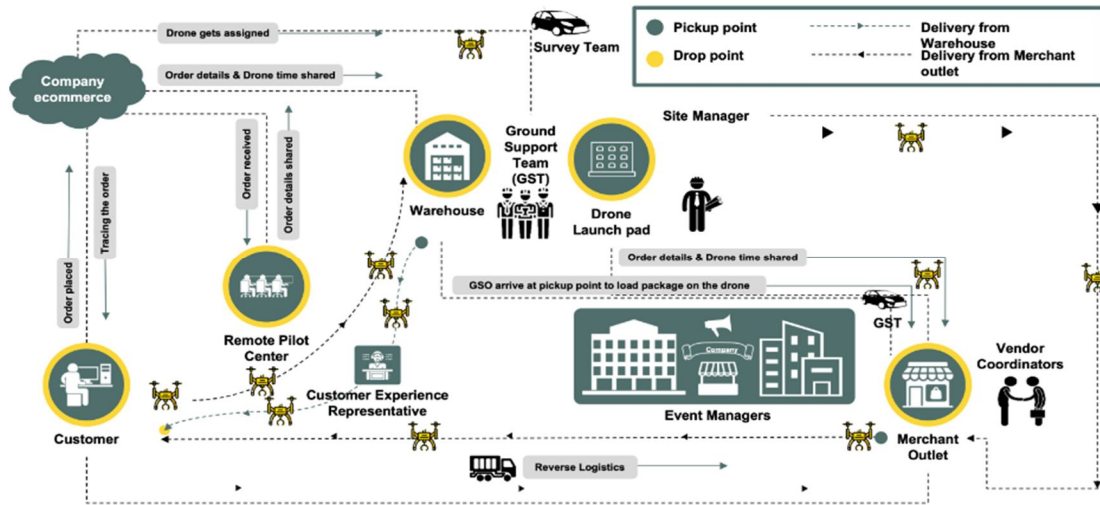 Drone gets assigned
Survey Team
Pickup point
Drop point
Delivery from
Warehouse
Delivery from Merchant
outlet
Company
ecommerce
Order details & Drone time shared
Order placed
Tracing the order
Order received
Order details shared
Warehouse
Ground
Support
Team
(GST)
Drone
Launch pad
Site Manager
Remote Pilot
Center
Order details & Drone time shared
GSO arrive at pickup point to load package on the drone
GST
Company
Event Managers
Vendor
Coordinators
Customer Experience
Representative
Customer
Merchant
Outlet
Reverse Logistics